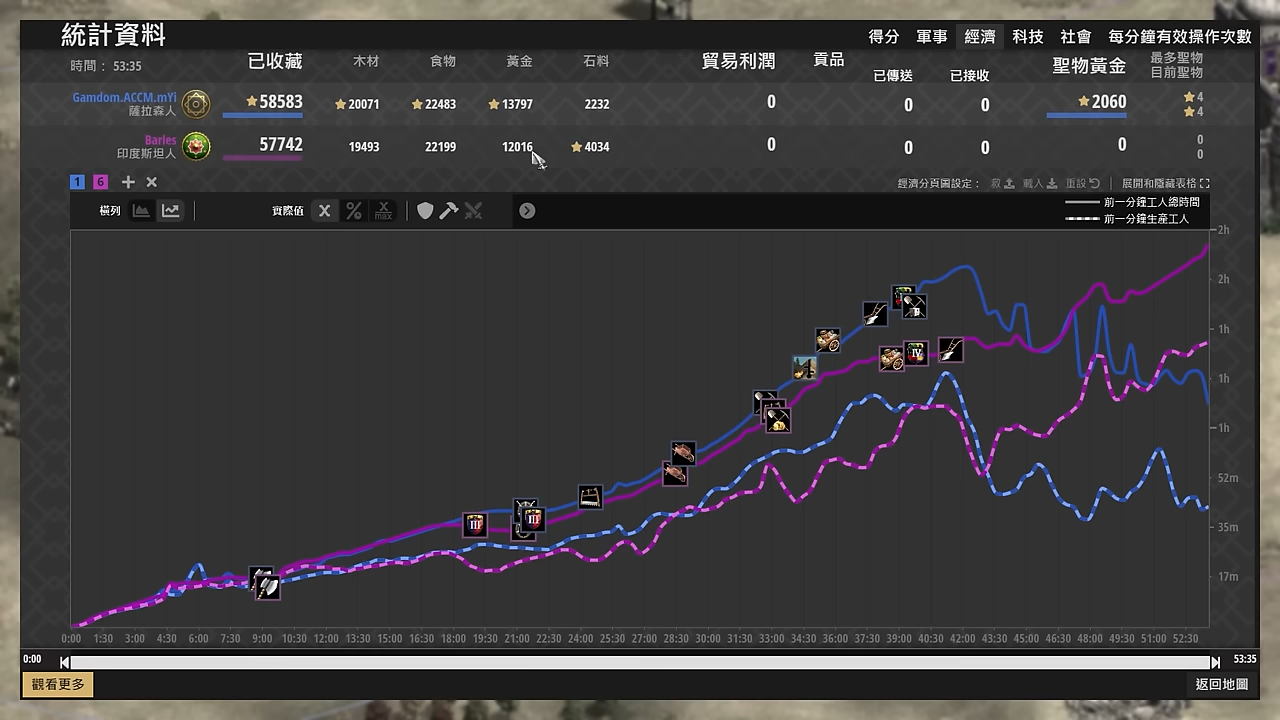 統計資料
得分 軍事 經濟 科技 社會 每分鐘有效操作次數
時間： 53:35
已收藏 木材 食物 黃金 石料 貿易利潤 貢品 已傳送 已接收 聖物黃金 最多聖物
目前聖物
Gamdom.ACCM.mYi
薩拉森人
58583 20071 22483 13797 2232 0 0 0 2060 4
4
Barles
印度斯坦人
57742 19493 22199 12016 4034 0 0 0 0 0
0
1 6
經濟分頁圖設定： 載入 重設 展開和隱藏表格
橫列 實際值 X % X max
前一分鐘工人總時間
前一分鐘生產工人
2h
2h
1h
1h
1h
52m
35m
17m
III III IV
0:00 1:30 3:00 4:30 6:00 7:30 9:00 10:30 12:00 13:30 15:00 16:30 18:00 19:30 21:00 22:30 24:00 25:30 27:00 28:30 30:00 31:30 33:00 34:30 36:00 37:30 39:00 40:30 42:00 43:30 45:00 46:30 48:00 49:30 51:00 52:30
0:00 53:35
觀看更多 返回地圖